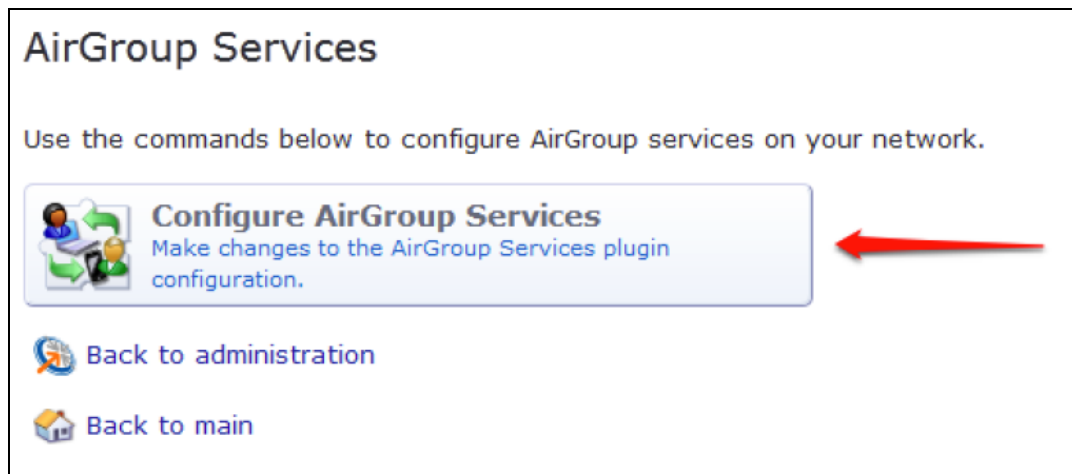 AirGroup Services
Use the commands below to configure AirGroup services on your network.
Configure AirGroup Services
Make changes to the AirGroup Services plugin
configuration.
Back to administration
Back to main